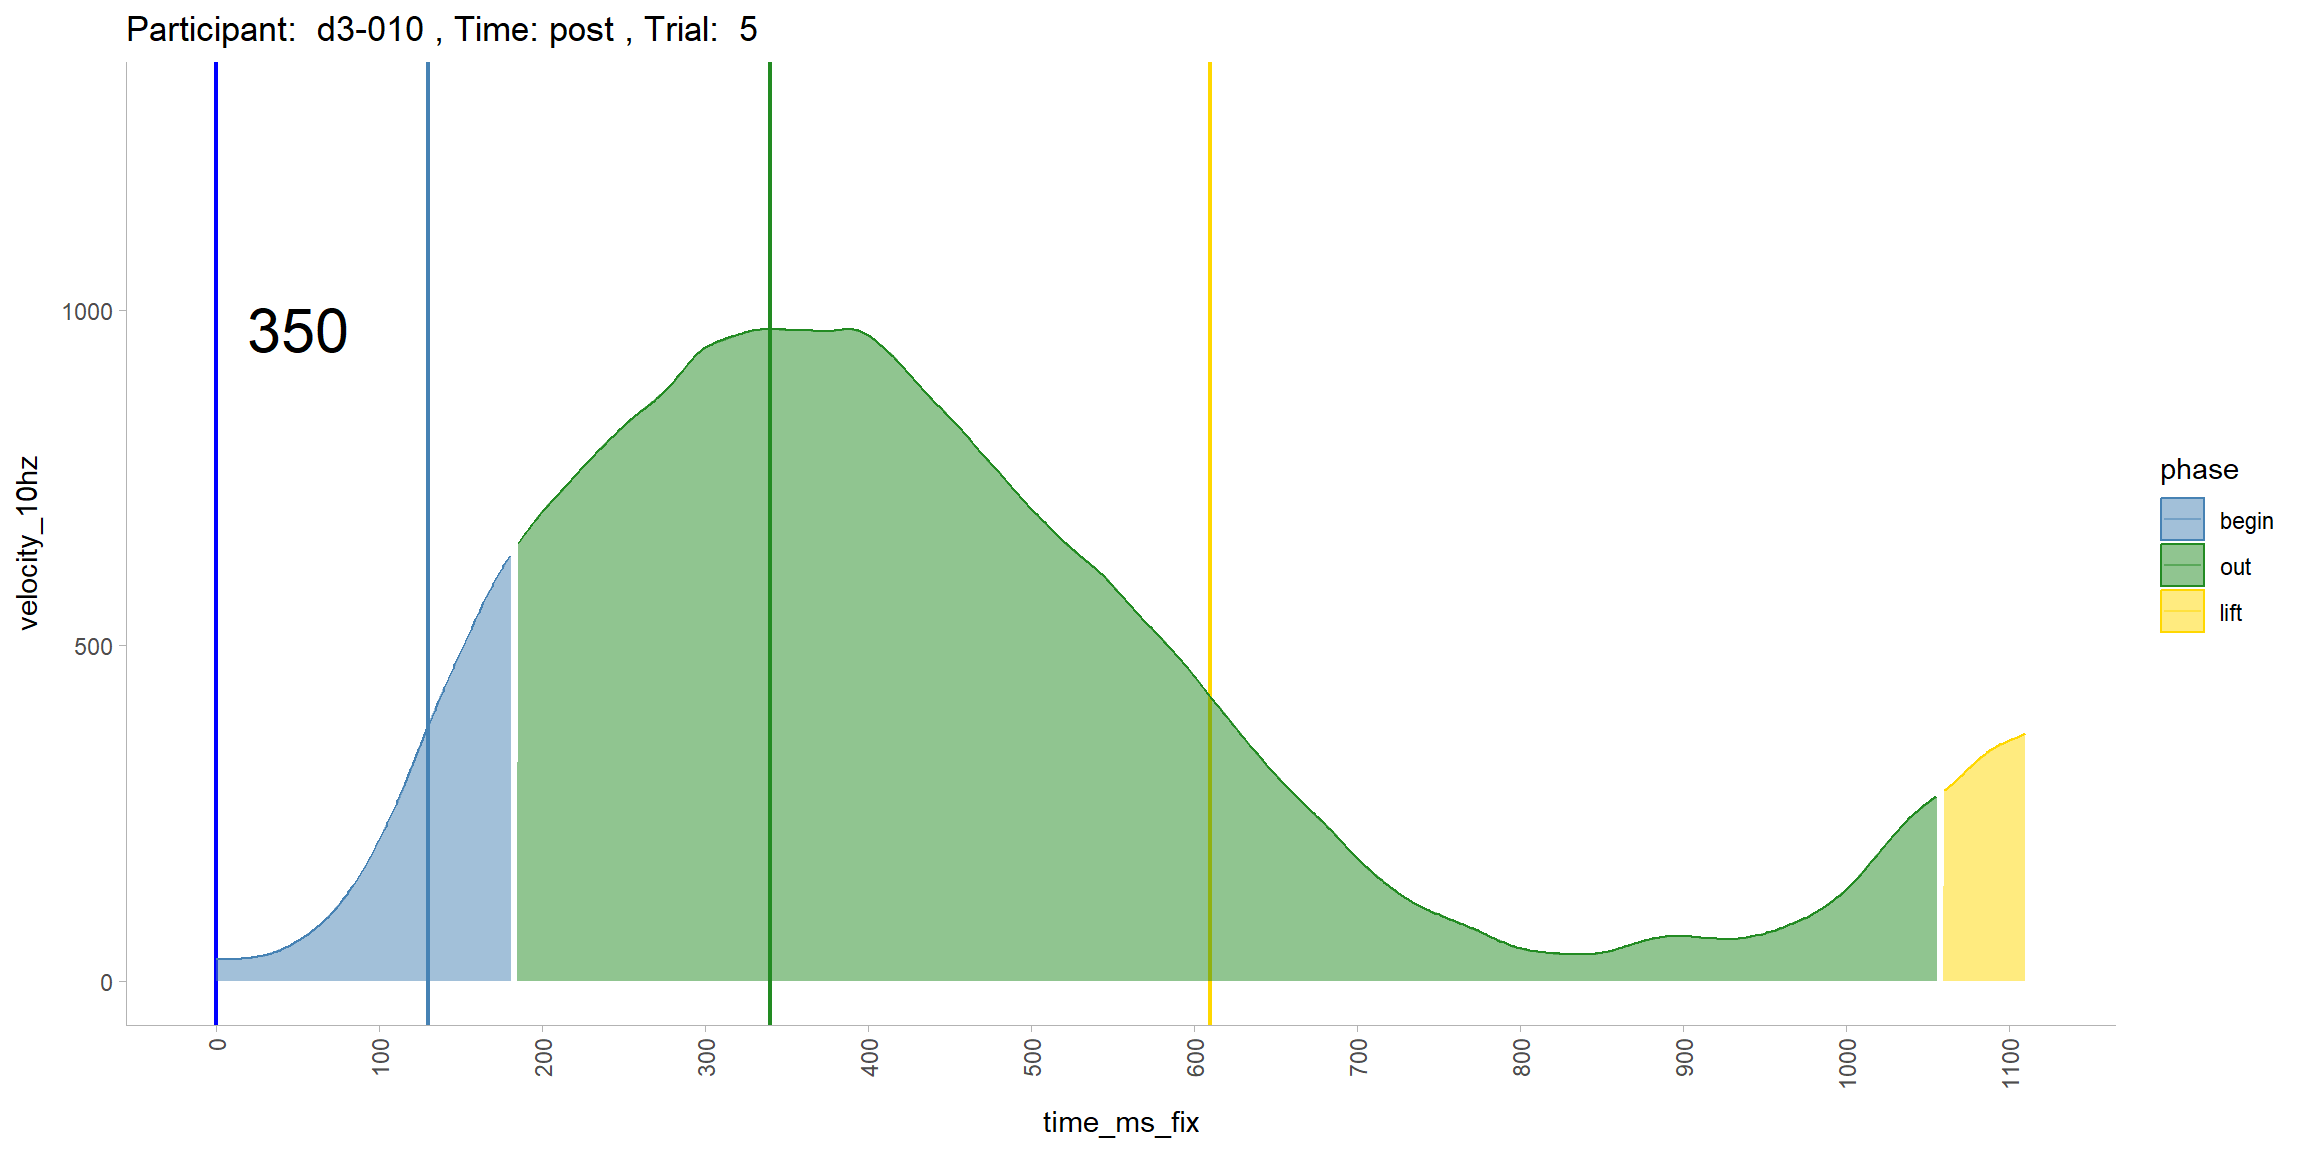 Participant:  d3-010 , Time: post , Trial:  5
350
1000
500
0
velocity_10hz
0 100 200 300 400 500 600 700 800 900 1000 1100
time_ms_fix
phase
begin
out
lift